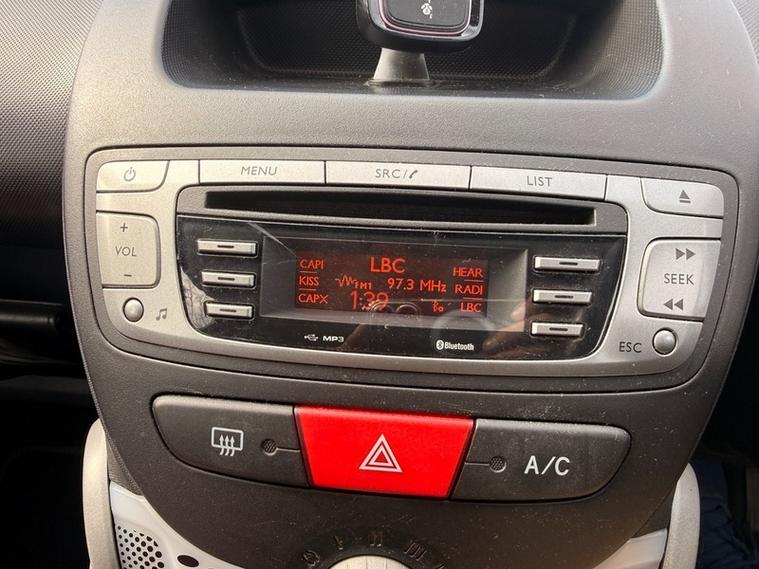 MENU
SRC/
LIST
+
VOL
−
SEEK
ESC
CAPI
LBC
HEAR
KISS
FM1
97.3 MHz
RADI
CAPX
1:39
LBC
MP3
Bluetooth
A/C